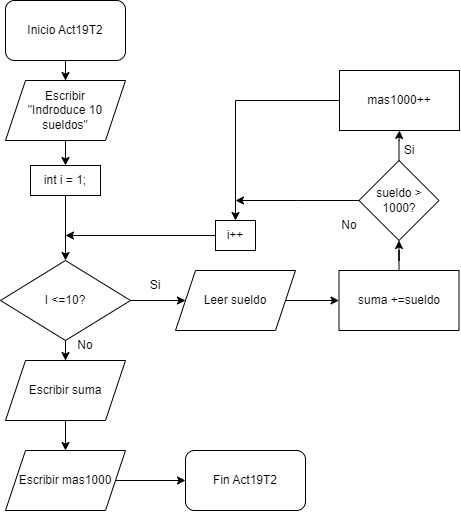 Inicio Act19T2
Escribir
"Indroduce 10
sueldos"
int i = 1;
mas1000++
Si
sueldo >
1000?
No
i++
I <=10?
Si
Leer sueldo
suma +=sueldo
No
Escribir suma
Escribir mas1000
Fin Act19T2